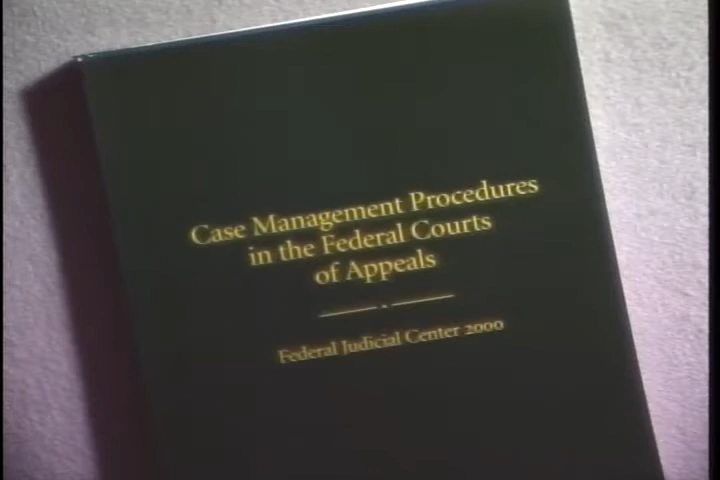 Case Management Procedures
in the Federal Courts
of Appeals
Federal Judicial Center 2000